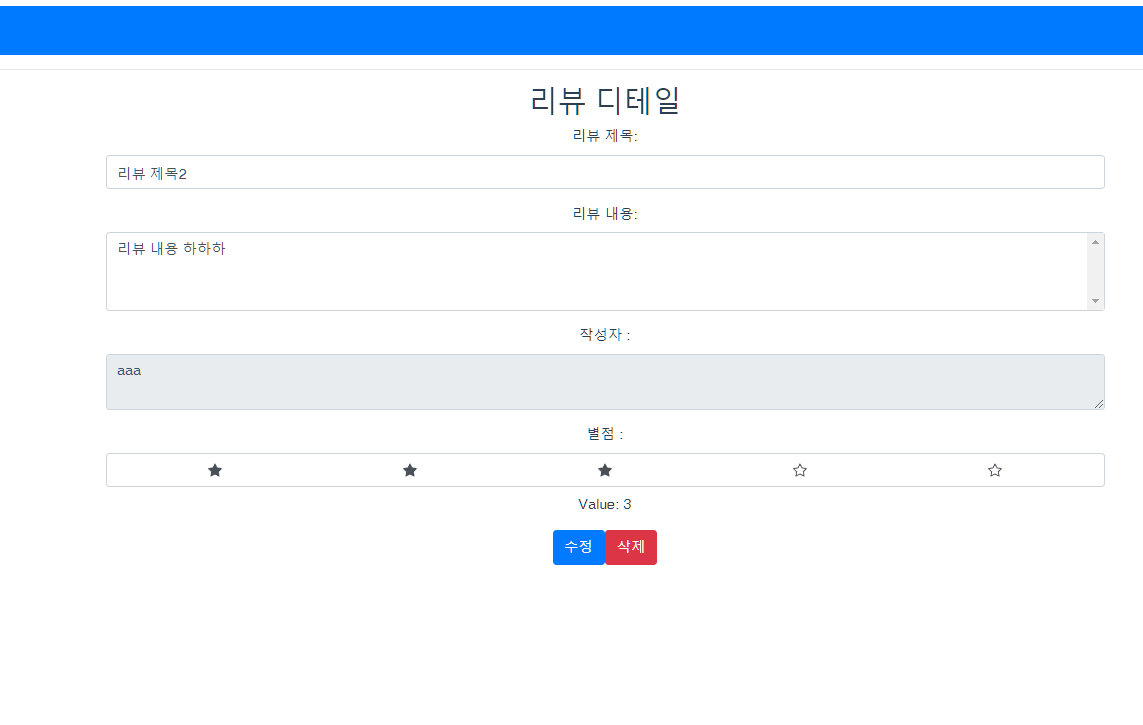 리뷰 디테일
리뷰 제목:
리뷰 제목2
리뷰 내용:
리뷰 내용 하하하
작성자 :
aaa
별점 :
Value: 3
수정 삭제